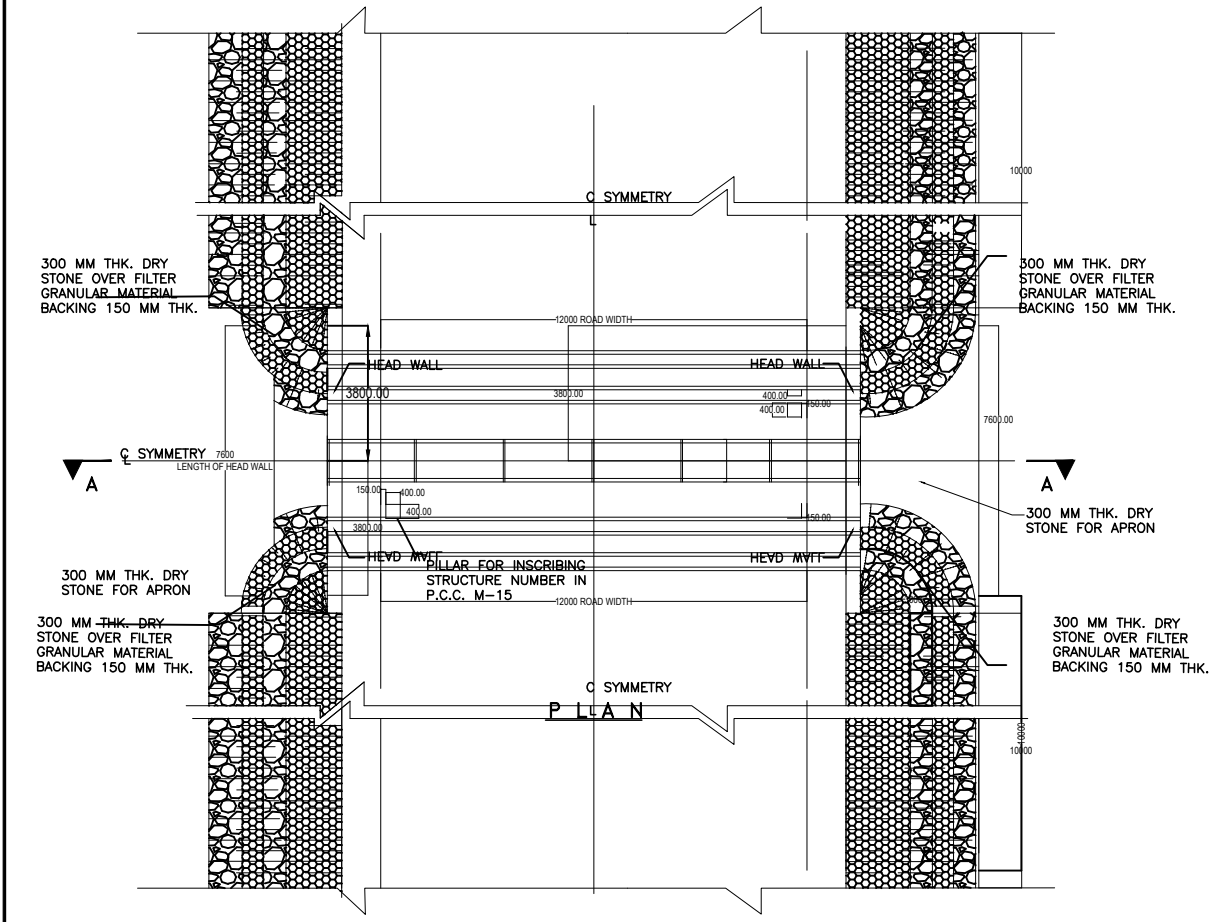 10000
C SYMMETRY
L
300 MM THK. DRY
STONE OVER FILTER
GRANULAR MATERIAL
BACKING 150 MM THK.
300 MM THK. DRY
STONE OVER FILTER
GRANULAR MATERIAL
BACKING 150 MM THK.
12000 ROAD WIDTH
HEAD WALL
HEAD WALL
3800.00
3800.00
400.00
150.00
400.00
7600.00
C SYMMETRY
L
7600
LENGTH OF HEAD WALL
A
A
150.00
400.00
400.00
150.00
3800.00
300 MM THK. DRY
STONE FOR APRON
HEAD WALL
HEAD WALL
PILLAR FOR INSCRIBING
STRUCTURE NUMBER IN
P.C.C. M-15
300 MM THK. DRY
STONE FOR APRON
12000 ROAD WIDTH
300 MM THK. DRY
STONE OVER FILTER
GRANULAR MATERIAL
BACKING 150 MM THK.
300 MM THK. DRY
STONE OVER FILTER
GRANULAR MATERIAL
BACKING 150 MM THK.
C SYMMETRY
L
PLAN
10000